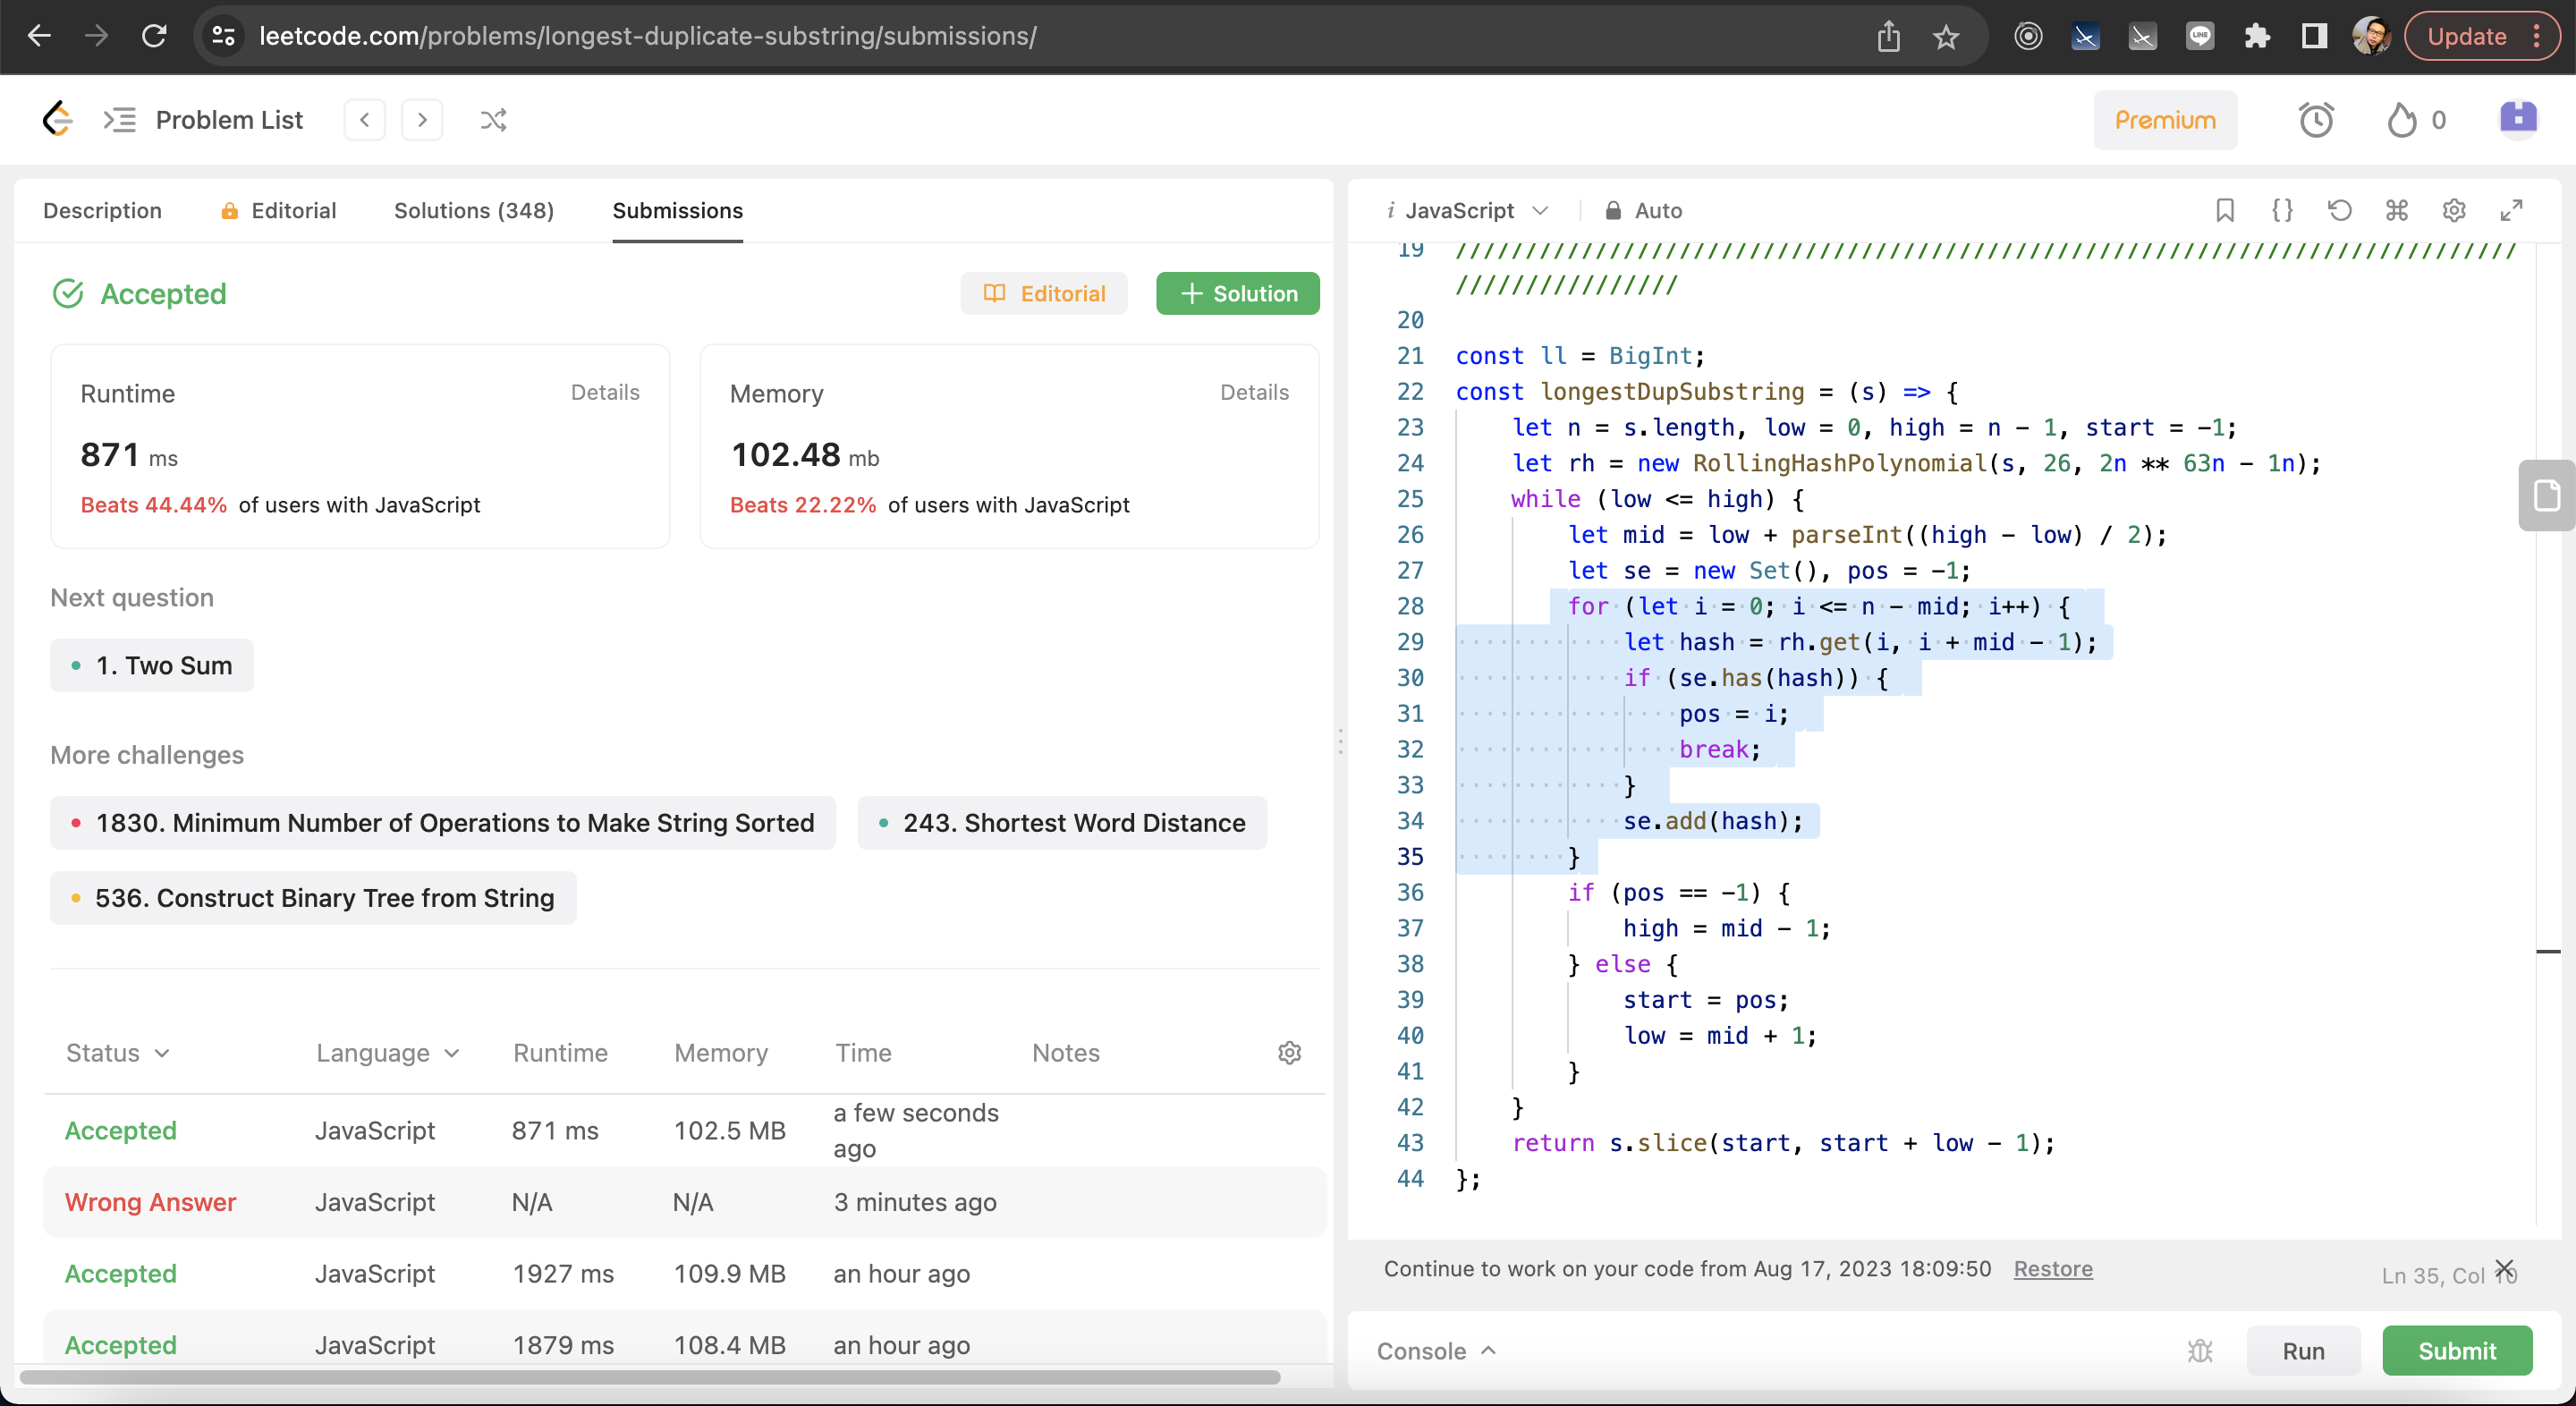 leetcode.com/problems/longest-duplicate-substring/submissions/
Update
Problem List
Premium
0
Description
Editorial
Solutions (348)
Submissions
Accepted
Editorial
+ Solution
Runtime
Details
871 ms
Beats 44.44% of users with JavaScript
Memory
Details
102.48 mb
Beats 22.22% of users with JavaScript
Next question
1. Two Sum
More challenges
1830. Minimum Number of Operations to Make String Sorted
243. Shortest Word Distance
536. Construct Binary Tree from String
Status Language Runtime Memory Time Notes
Accepted JavaScript 871 ms 102.5 MB a few seconds
ago
Wrong Answer JavaScript N/A N/A 3 minutes ago
Accepted JavaScript 1927 ms 109.9 MB an hour ago
Accepted JavaScript 1879 ms 108.4 MB an hour ago
i JavaScript
Auto
19 ////////////////////////////////////////////////////////////////////////////
////////////////
20
21 const ll = BigInt;
22 const longestDupSubstring = (s) => {
23 let n = s.length, low = 0, high = n - 1, start = -1;
24 let rh = new RollingHashPolynomial(s, 26, 2n ** 63n - 1n);
25 while (low <= high) {
26 let mid = low + parseInt((high - low) / 2);
27 let se = new Set(), pos = -1;
28 for (let i = 0; i <= n - mid; i++) {
29 let hash = rh.get(i, i + mid - 1);
30 if (se.has(hash)) {
31 pos = i;
32 break;
33 }
34 se.add(hash);
35 }
36 if (pos == -1) {
37 high = mid - 1;
38 } else {
39 start = pos;
40 low = mid + 1;
41 }
42 }
43 return s.slice(start, start + low - 1);
44 };
Continue to work on your code from Aug 17, 2023 18:09:50 Restore
Ln 35, Col 10
Console
Run
Submit